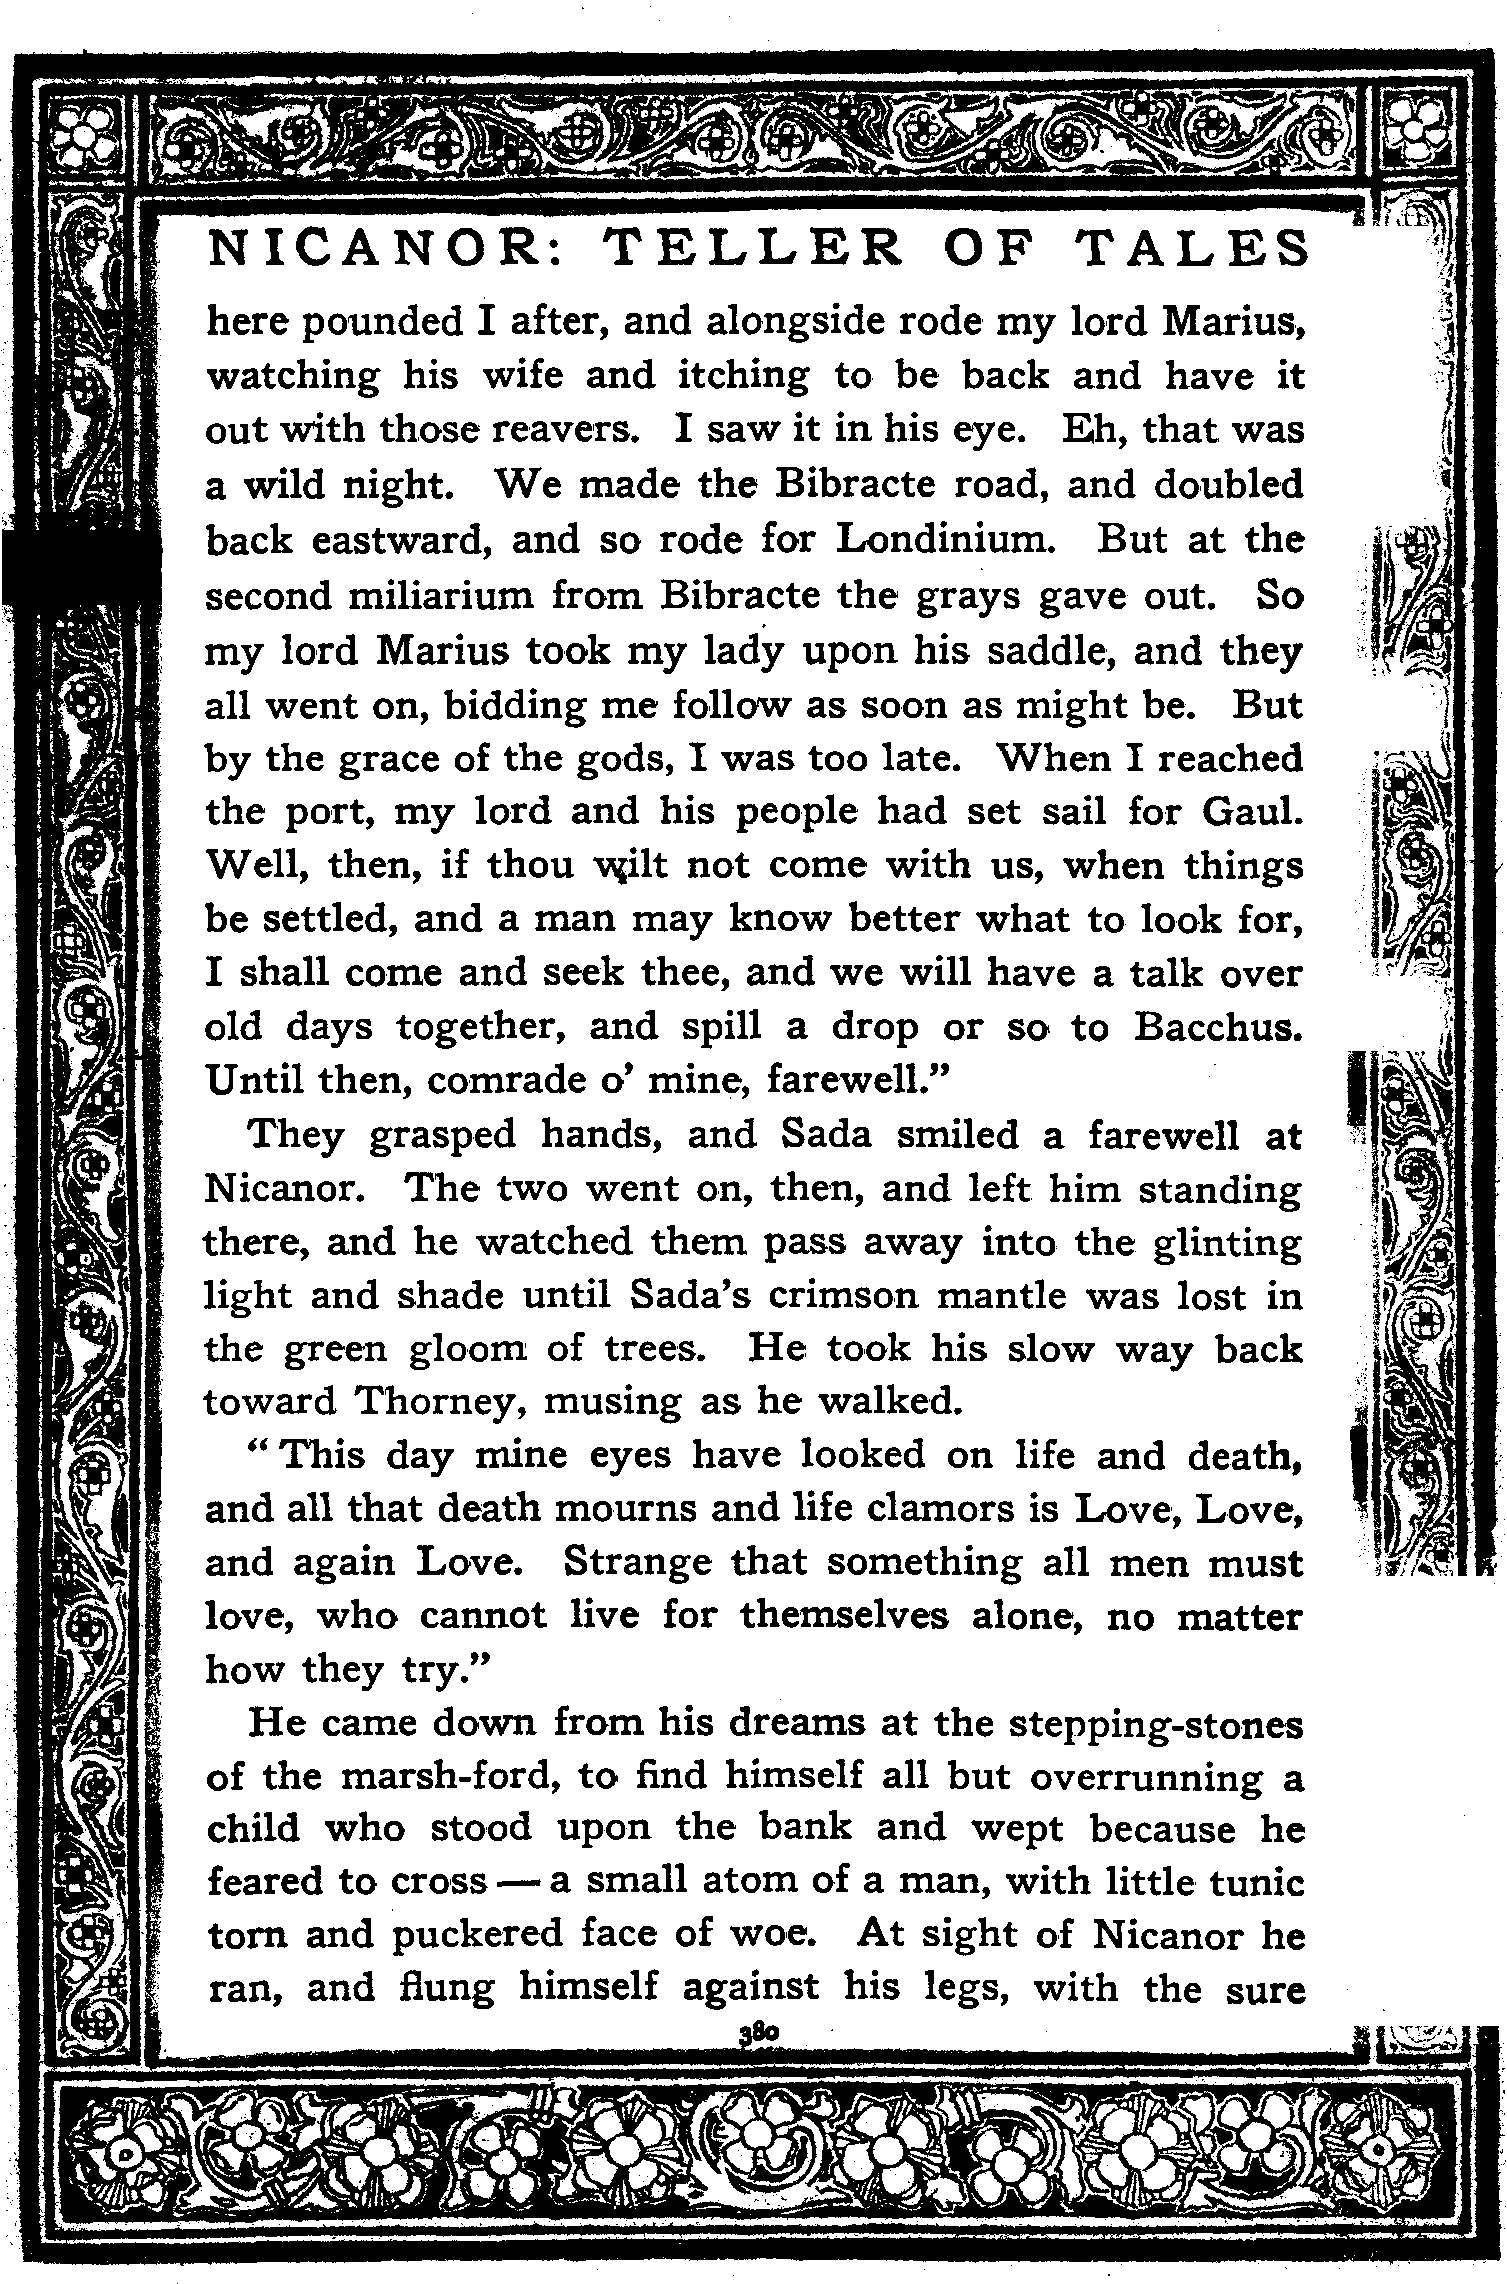 NICANOR: TELLER OF TALES
here pounded I after, and alongside rode my lord Marius,
watching his wife and itching to be back and have it
out with those reavers. I saw it in his eye. Eh, that was
a wild night. We made the Bibracte road, and doubled
back eastward, and so rode for Londinium. But at the
second miliarium from Bibracte the grays gave out. So
my lord Marius took my lady upon his saddle, and they
all went on, bidding me follow as soon as might be. But
by the grace of the gods, I was too late. When I reached
the port, my lord and his people had set sail for Gaul.
Well, then, if thou wilt not come with us, when things
be settled, and a man may know better what to look for,
I shall come and seek thee, and we will have a talk over
old days together, and spill a drop or so to Bacchus.
Until then, comrade o' mine, farewell."
They grasped hands, and Sada smiled a farewell at
Nicanor. The two went on, then, and left him standing
there, and he watched them pass away into the glinting
light and shade until Sada's crimson mantle was lost in
the green gloom of trees. He took his slow way back
toward Thorney, musing as he walked.
"This day mine eyes have looked on life and death,
and all that death mourns and life clamors is Love, Love,
and again Love. Strange that something all men must
love, who cannot live for themselves alone, no matter
how they try."
He came down from his dreams at the stepping-stones
of the marsh-ford, to find himself all but overrunning a
child who stood upon the bank and wept because he
feared to cross — a small atom of a man, with little tunic
torn and puckered face of woe. At sight of Nicanor he
ran, and flung himself against his legs, with the sure
380